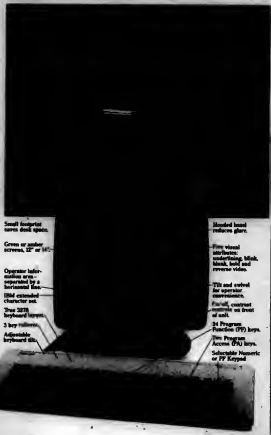 Small footprint
saves desk space.
Green or amber
screens, 12" or 14".
Operator infor-
mation area—
separated by a
horizontal line.
IBM extended
character set.
True 3278
keyboard layout.
3 key rollover.
Adjustable
keyboard tilt.
Hooded bezel
reduces glare.
Five visual
attributes:
underlining, blink,
blank, bold and
reverse video.
Tilt and swivel
for operator
convenience.
On/off, contrast
controls on front
of unit.
24 Program
Function (PF) keys.
Two Program
Access (PA) keys.
Selectable Numeric
or PF Keypad